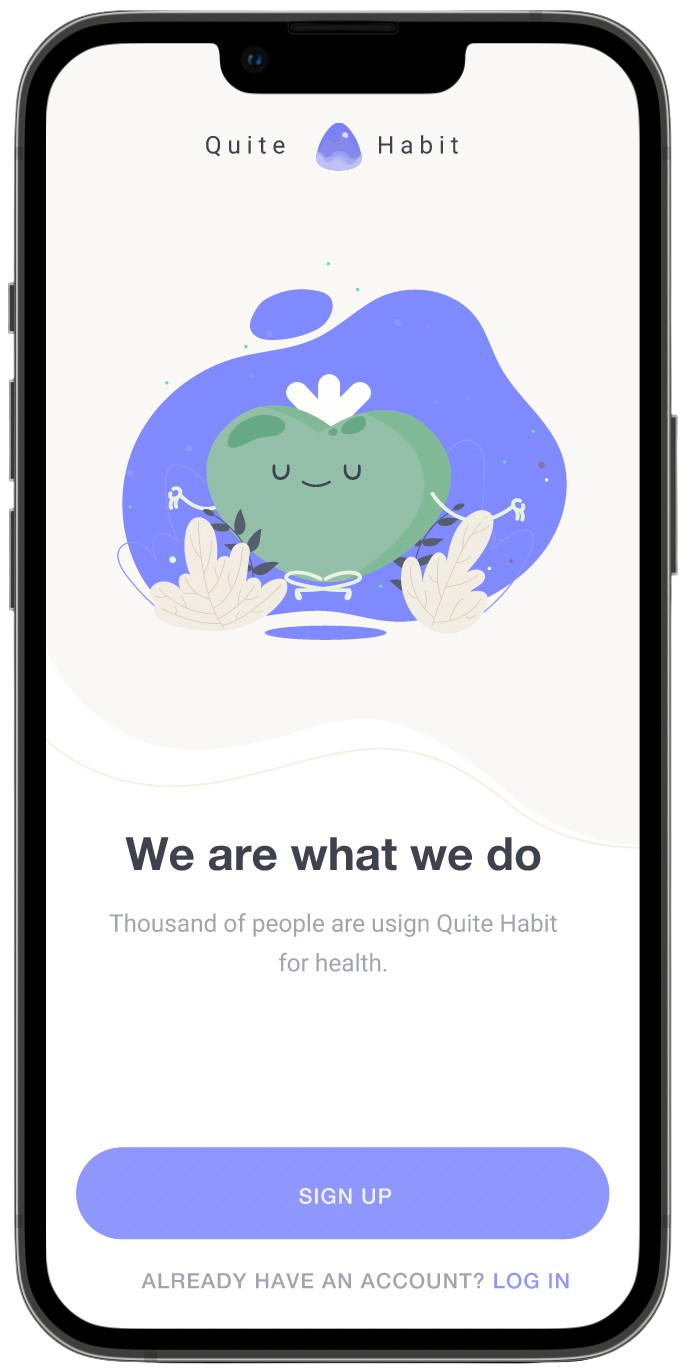 Quite Habit
We are what we do
Thousand of people are usign Quite Habit
for health.
SIGN UP
ALREADY HAVE AN ACCOUNT? LOG IN